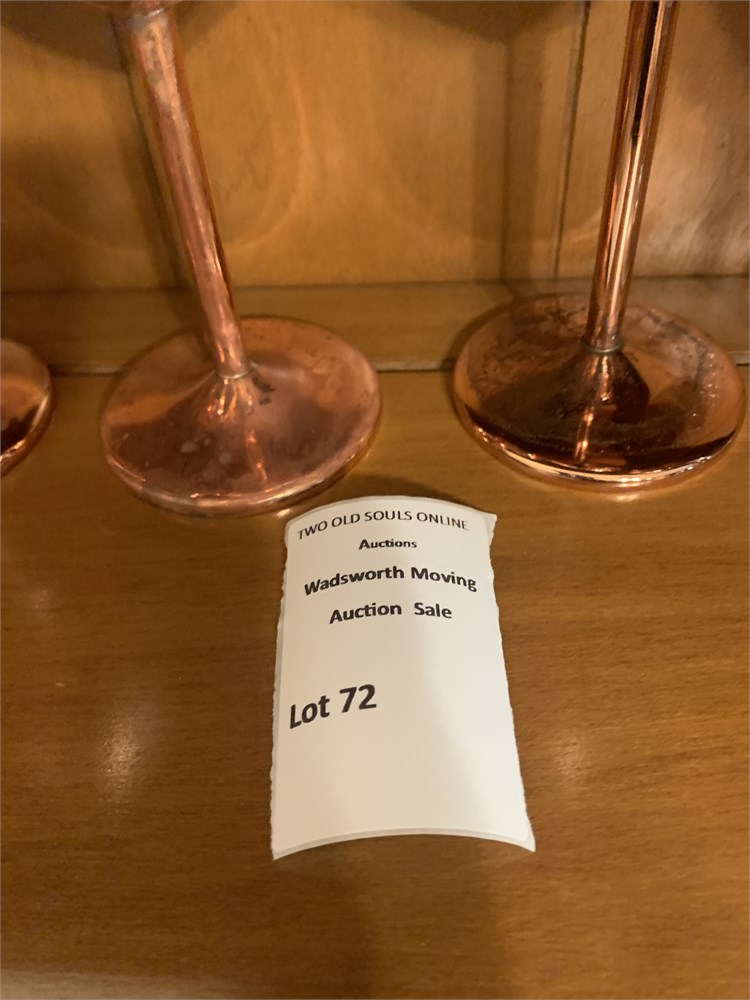 TWO OLD SOULS ONLINE
Auctions
Wadsworth Moving
Auction Sale
Lot 72